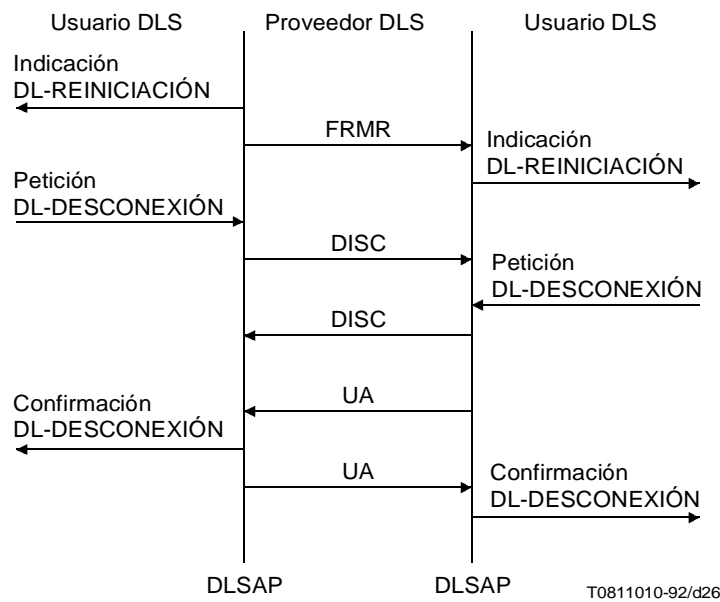 Usuario DLS
Proveedor DLS
Usuario DLS
Indicación
DL-REINICIACIÓN
FRMR
Indicación
DL-REINICIACIÓN
Petición
DL-DESCONEXIÓN
DISC
Petición
DL-DESCONEXIÓN
DISC
UA
Confirmación
DL-DESCONEXIÓN
UA
Confirmación
DL-DESCONEXIÓN
DLSAP
DLSAP
T0811010-92/d26